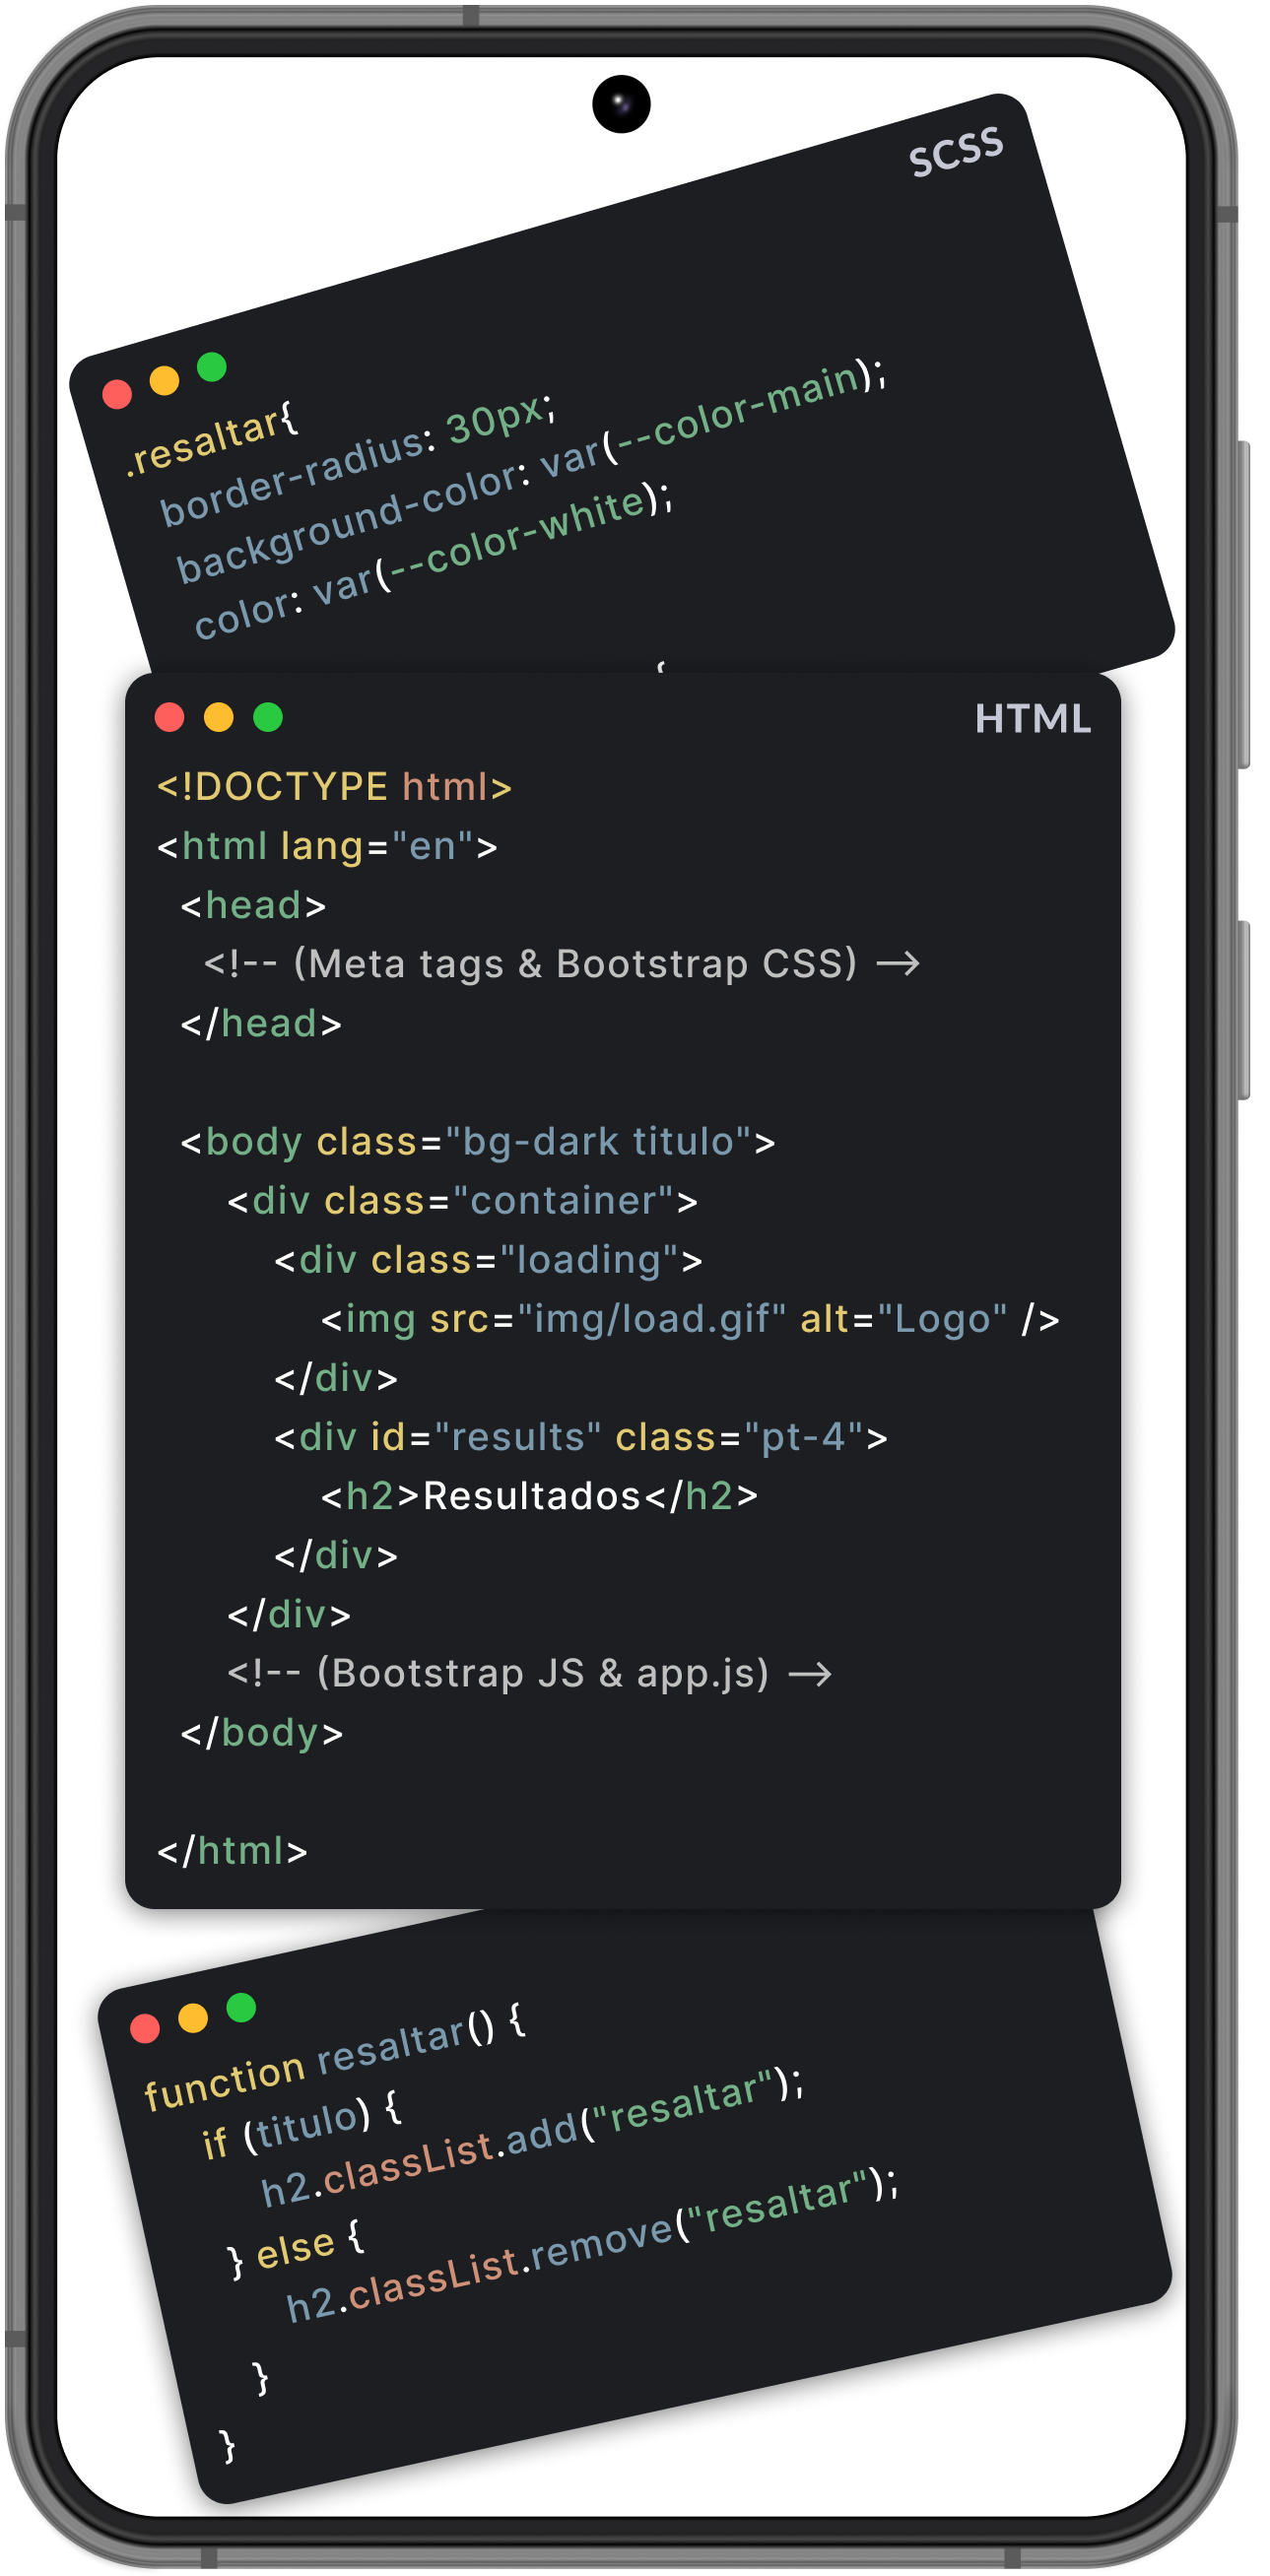 SCSS
.resaltar{
border-radius: 30px;
background-color: var(--color-main);
color: var(--color-white);
{
HTML
<!DOCTYPE html>
<html lang="en">
<head>
<!-- (Meta tags & Bootstrap CSS) -->
</head>
<body class="bg-dark titulo">
<div class="container">
<div class="loading">
<img src="img/load.gif" alt="Logo" />
</div>
<div id="results" class="pt-4">
<h2>Resultados</h2>
</div>
</div>
<!-- (Bootstrap JS & app.js) -->
</body>
</html>
function resaltar() {
if (titulo) {
h2.classList.add("resaltar");
} else {
h2.classList.remove("resaltar");
}
}